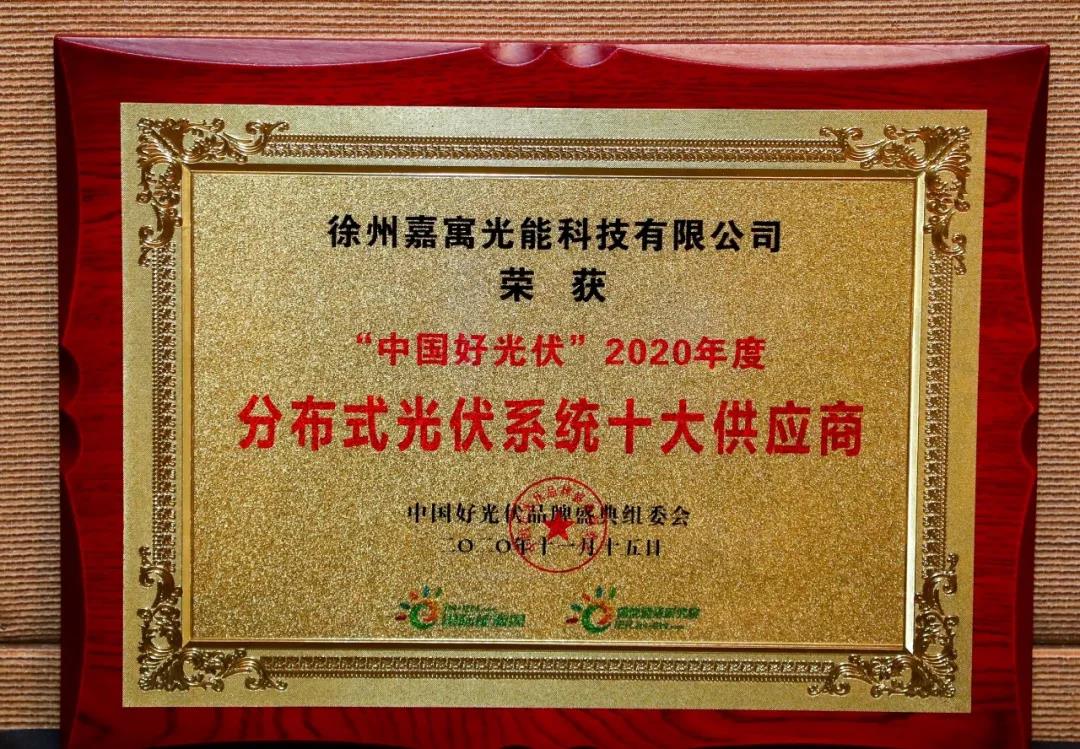 徐州嘉寓光能科技有限公司
荣 获
“中国好光伏”2020年度
分布式光伏系统十大供应商
中国好光伏品牌盛典组委会
二〇二〇年十一月十五日